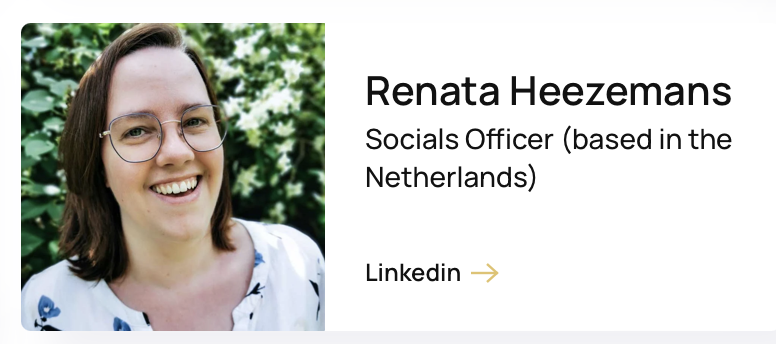 Renata Heezemans
Socials Officer (based in the
Netherlands)
Linkedin